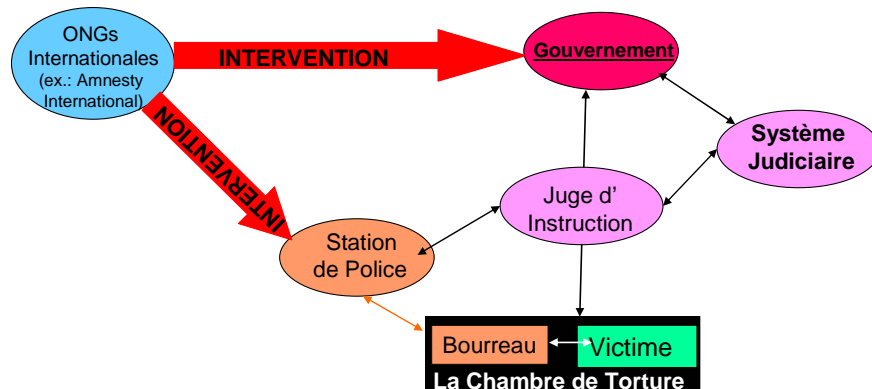 ONGs
Internationales
(ex.: Amnesty
International)
INTERVENTION
Gouvernement
INTERVENTION
Système
Judiciaire
Juge d'
Instruction
Station
de Police
Bourreau
Victime
La Chambre de Torture